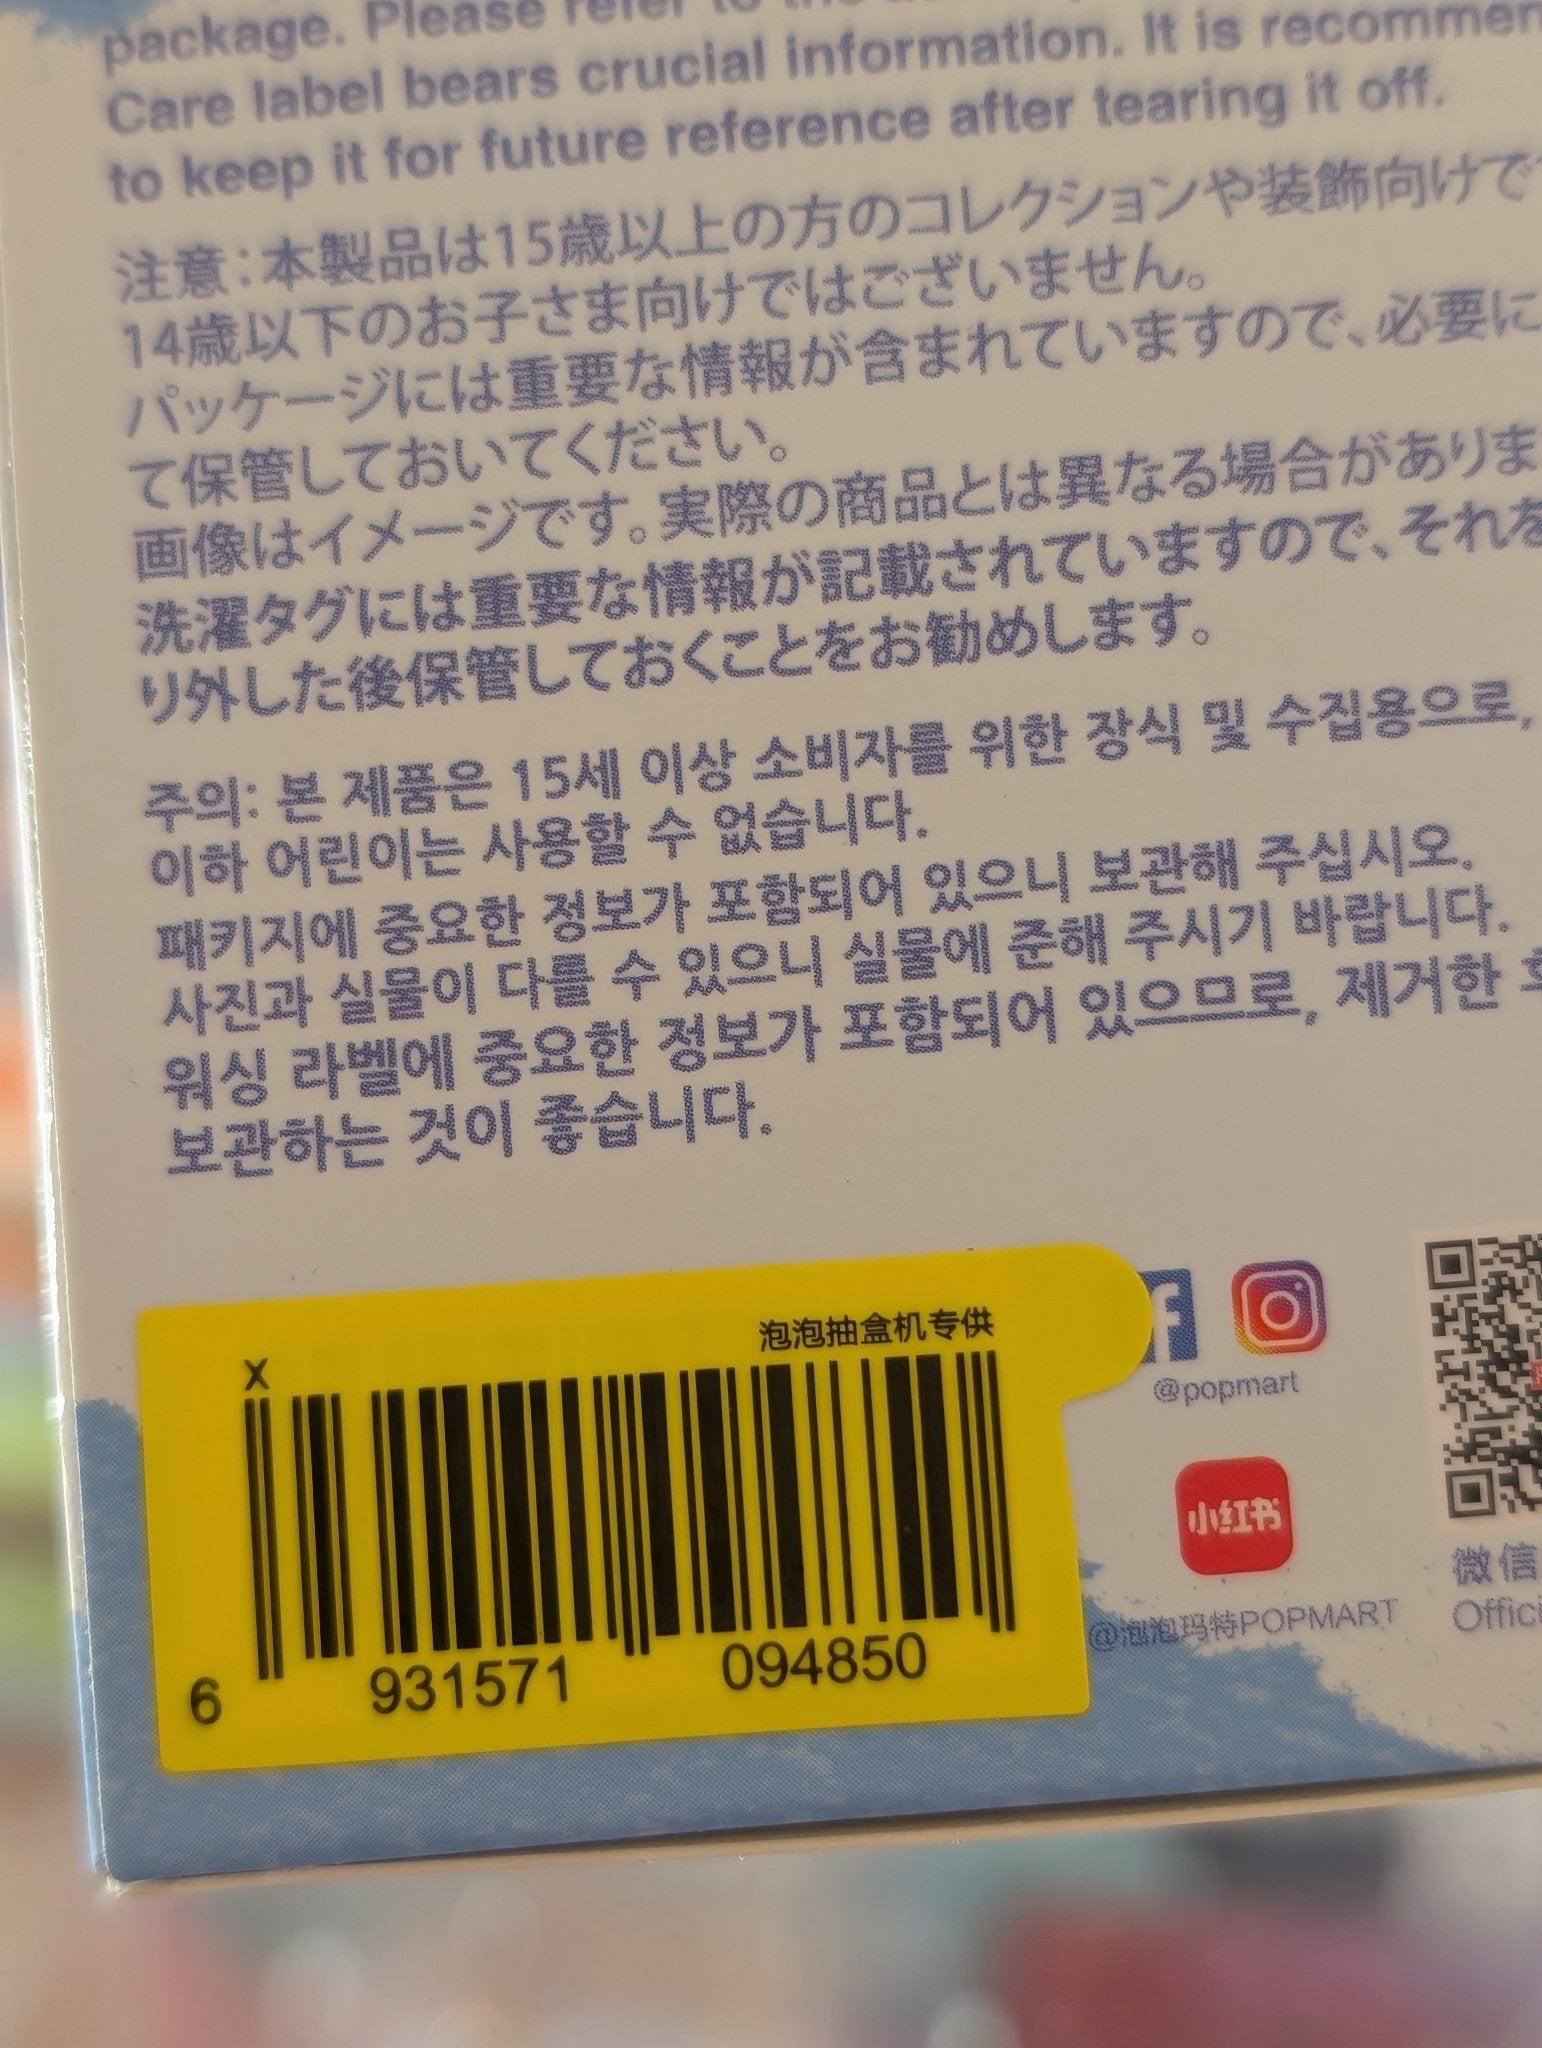 package. Please refer to the
Care label bears crucial information. It is
to keep it for future reference after tearing it off.
注意：本製品は15歳以上の方のコレクションや装飾向けで
14歳以下のお子さま向けではございません。
パッケージには重要な情報が含まれていますので、必要に
て保管しておいてください。
画像はイメージです。実際の商品とは異なる場合がありま
洗濯タグには重要な情報が記載されていますので、それを
り外した後保管しておくことをお勧めします。
주의: 본 제품은 15세 이상 소비자를 위한 장식 및 수집용으로,
이하 어린이는 사용할 수 없습니다.
패키지에 중요한 정보가 포함되어 있으니 보관해 주십시오.
사진과 실물이 다를 수 있으니 실물에 준해 주시기 바랍니다.
워싱 라벨에 중요한 정보가 포함되어 있으므로, 제거한
보관하는 것이 좋습니다.
泡泡抽盒机专供
X
6 931571 094850
f
@popmart
小红书
@泡泡玛特POPMART
微信